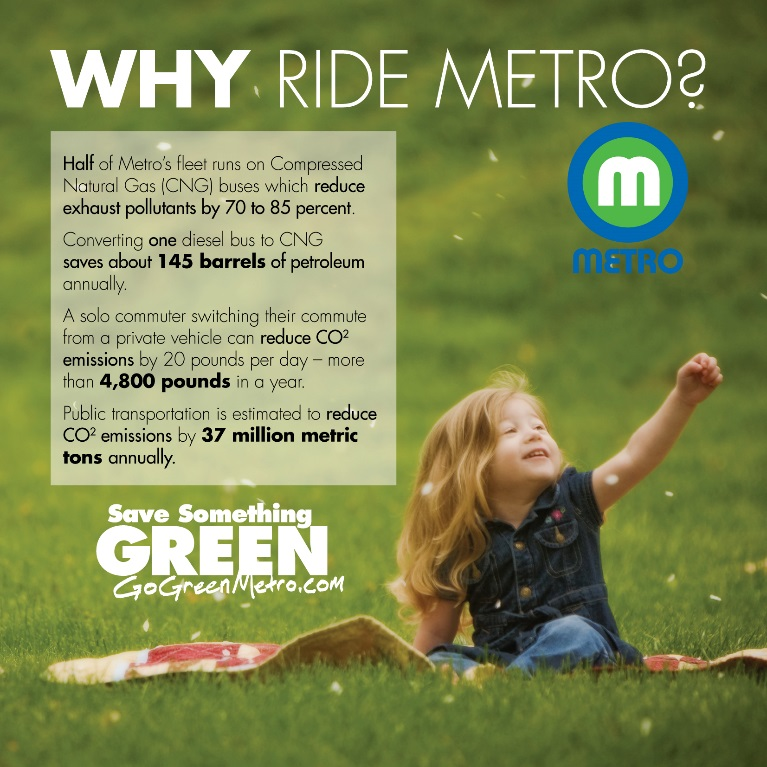 WHY RIDE METRO?
Half of Metro's fleet runs on Compressed
Natural Gas (CNG) buses which reduce
exhaust pollutants by 70 to 85 percent.
Converting one diesel bus to CNG
saves about 145 barrels of petroleum
annually.
A solo commuter switching their commute
from a private vehicle can reduce CO²
emissions by 20 pounds per day – more
than 4,800 pounds in a year.
Public transportation is estimated to reduce
CO² emissions by 37 million metric
tons annually.
m
METRO
Save Something
GREEN
GoGreenMetro.com